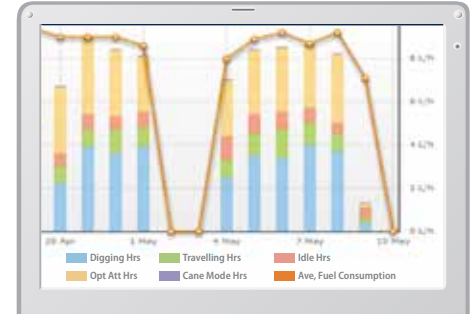 8 L/h
6 L/h
4 L/h
2 L/h
0 L/h
28 Apr 1 May 4 May 7 May 10 May
Digging Hrs Travelling Hrs Idle Hrs
Opt Att Hrs Cane Mode Hrs Ave, Fuel Consumption